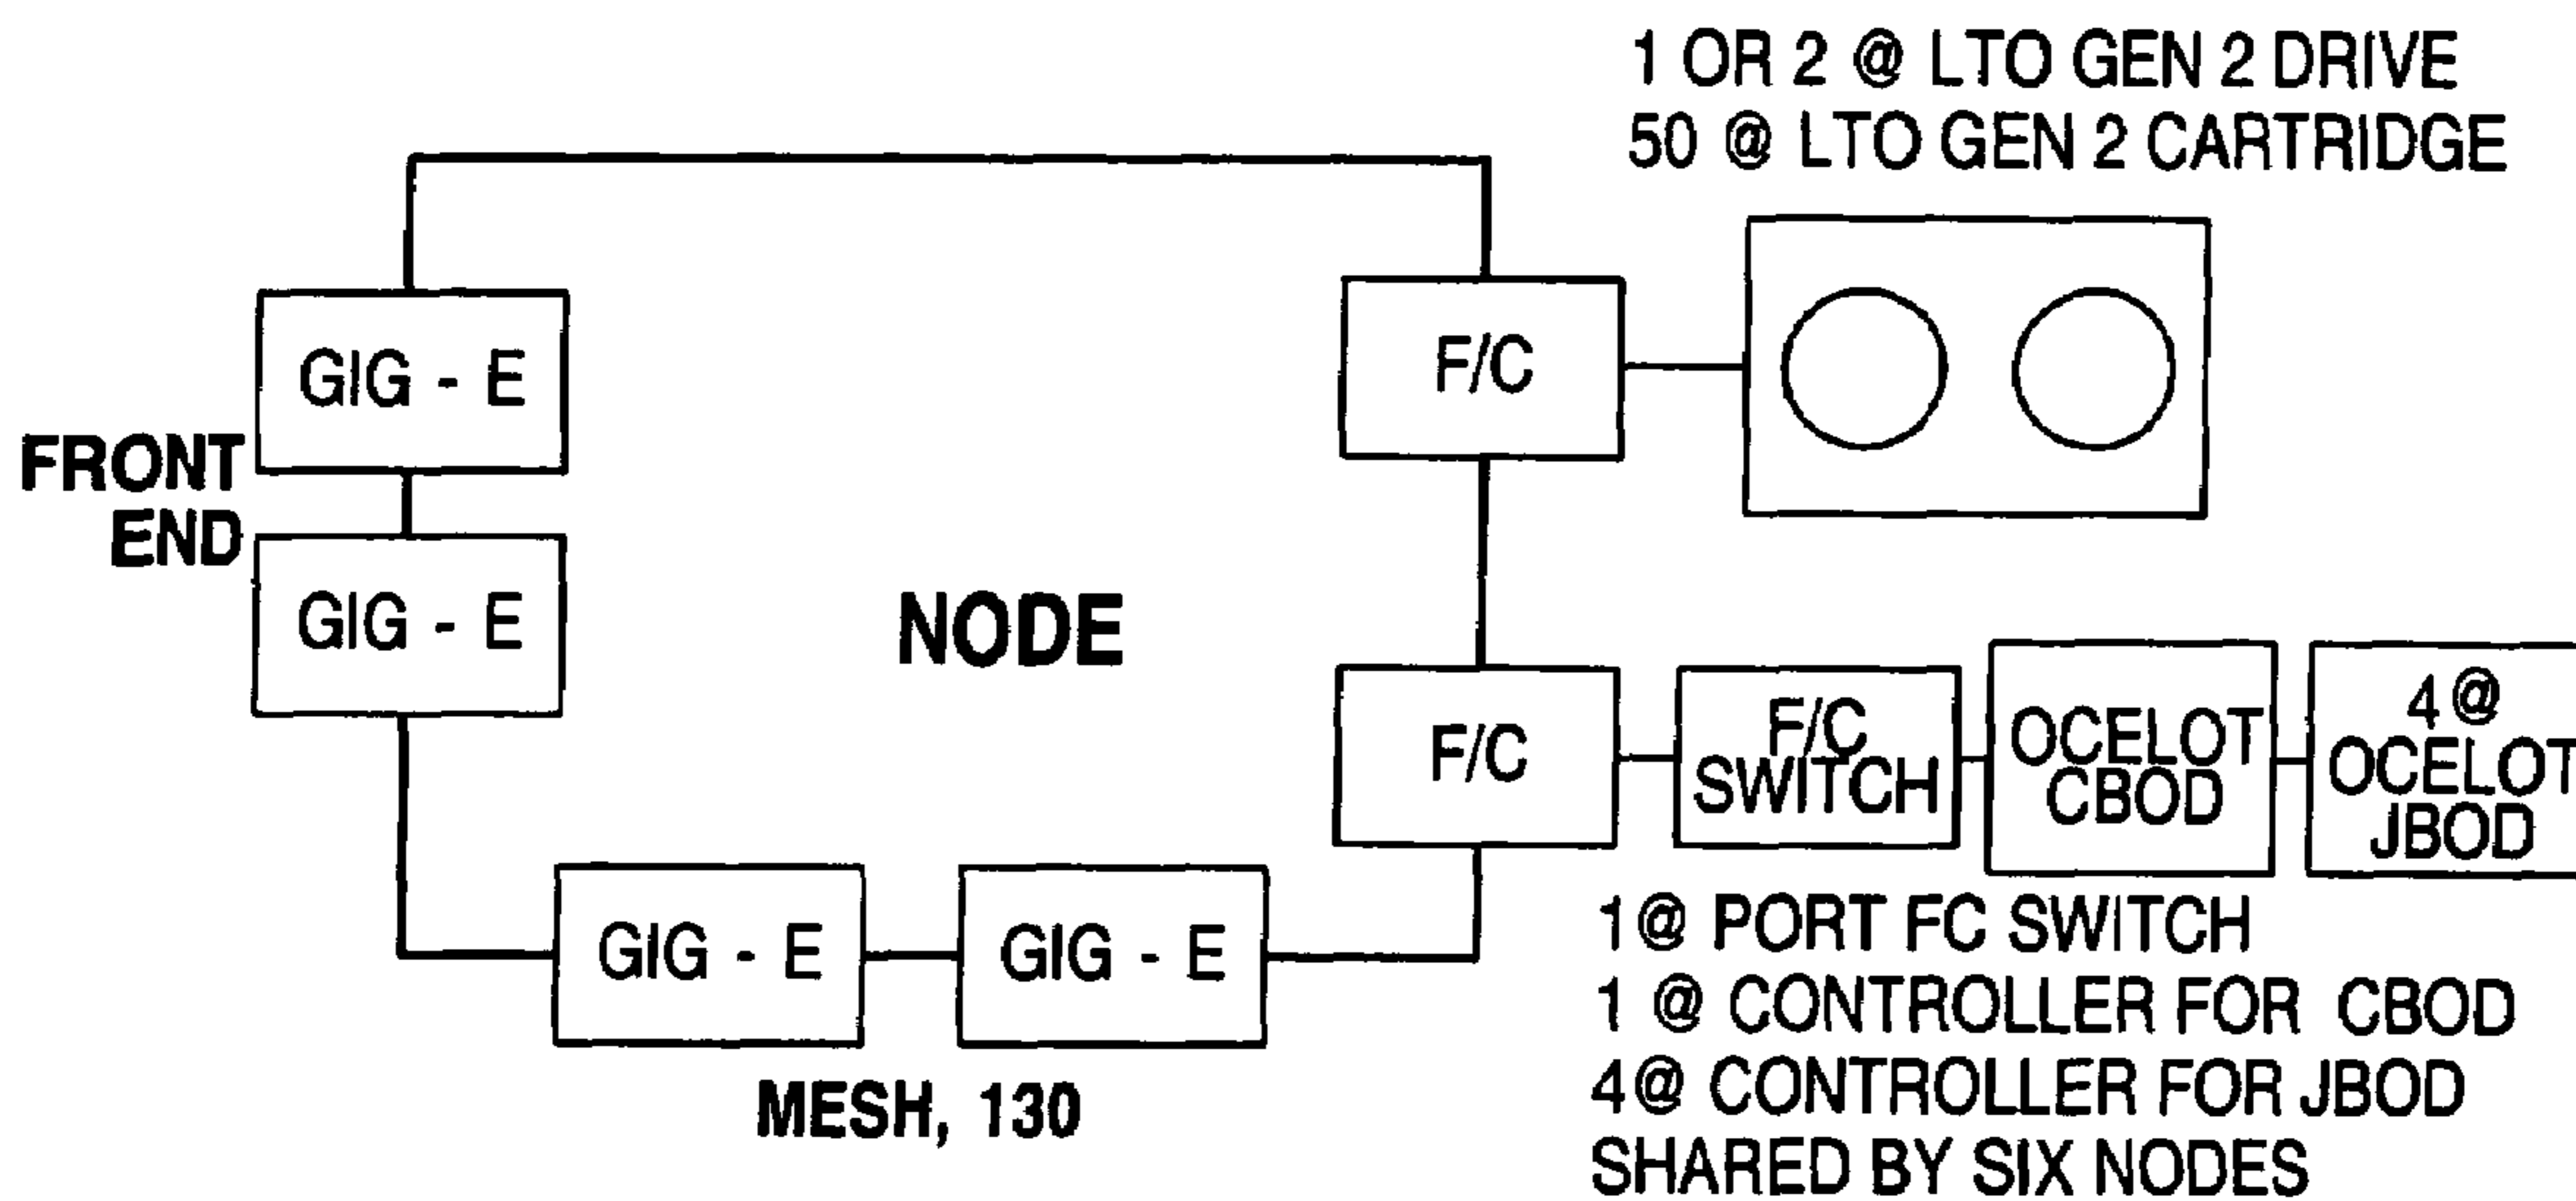 1 OR 2 @ LTO GEN 2 DRIVE
50 @ LTO GEN 2 CARTRIDGE
GIG - E
F/C
FRONT
END
GIG - E
NODE
F/C
F/C
SWITCH
OCELOT
CBOD
4 @
OCELOT
JBOD
GIG - E
GIG - E
MESH, 130
1@ PORT FC SWITCH
1 @ CONTROLLER FOR CBOD
4@ CONTROLLER FOR JBOD
SHARED BY SIX NODES